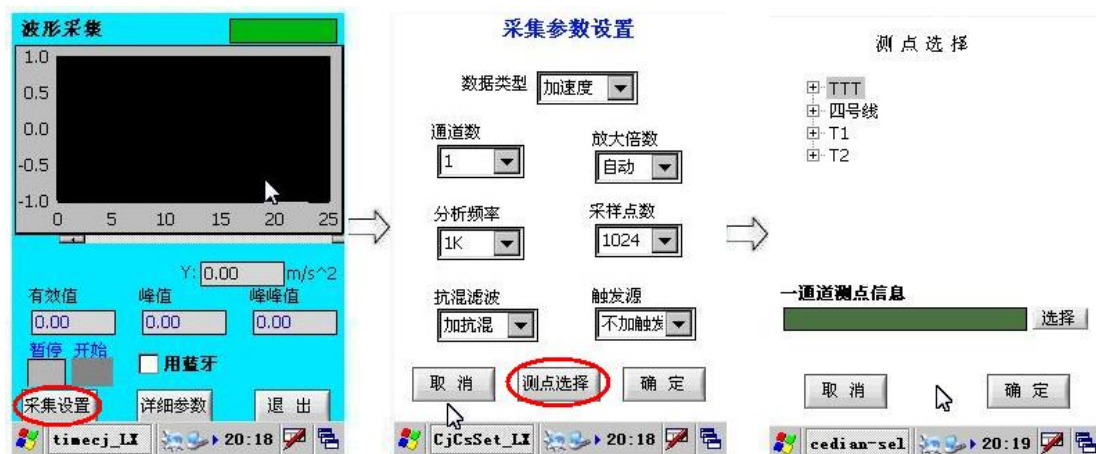 波形采集
1.0
0.5
0.0
-0.5
-1.0
0 5 10 15 20 25
Y: 0.00 m/s^2
有效值 峰值 峰峰值
0.00 0.00 0.00
暂停 开始 用蓝牙
采集设置 详细参数 退出
timecj_LX 20:18
采集参数设置
数据类型 加速度
通道数 放大倍数
1 自动
分析频率 采样点数
1K 1024
抗混滤波 触发源
加抗混 不加触发
取消 测点选择 确定
CjCsSet_LX 20:18
测点选择
TTT
四号线
T1
T2
一通道测点信息
选择
取消 确定
cedian-sel 20:19